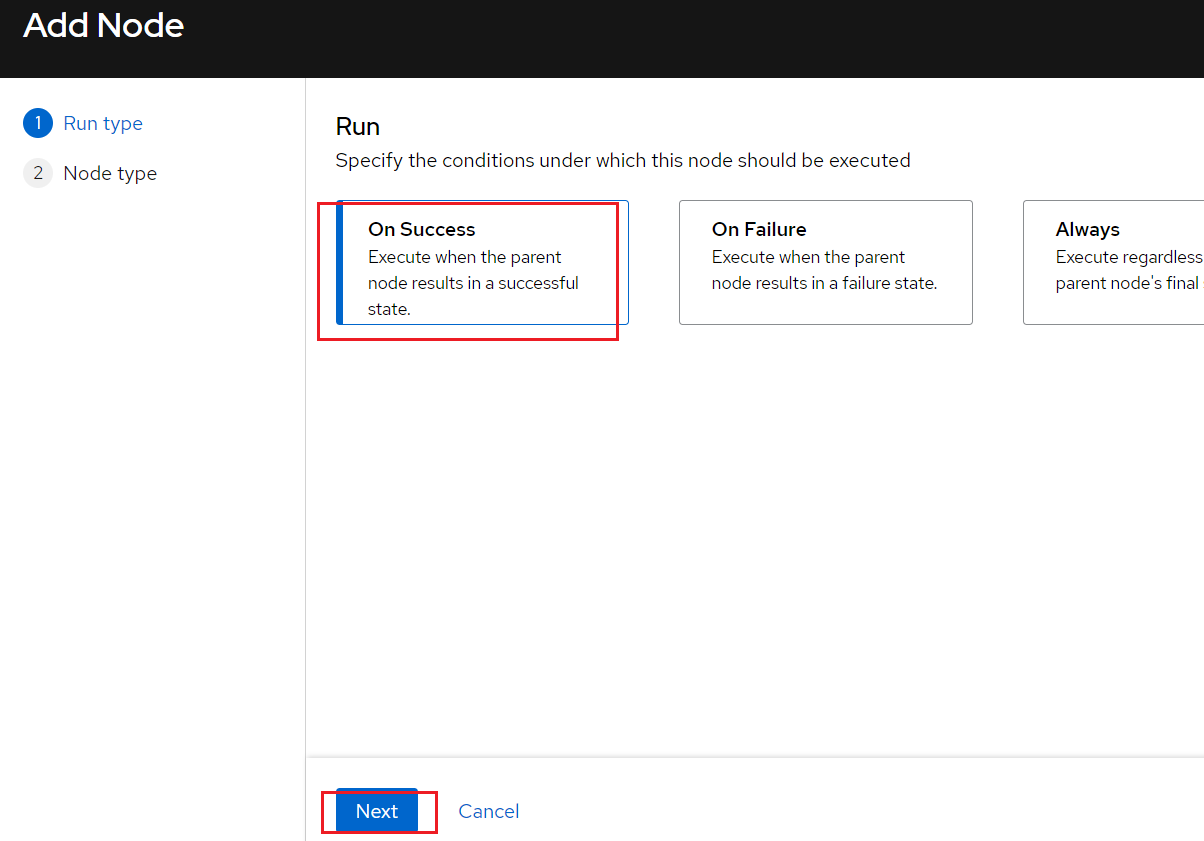 Add Node
1 Run type
2 Node type
Run
Specify the conditions under which this node should be executed
On Success
Execute when the parent
node results in a successful
state.
On Failure
Execute when the parent
node results in a failure state.
Always
Execute regardless
parent node's final
Next
Cancel